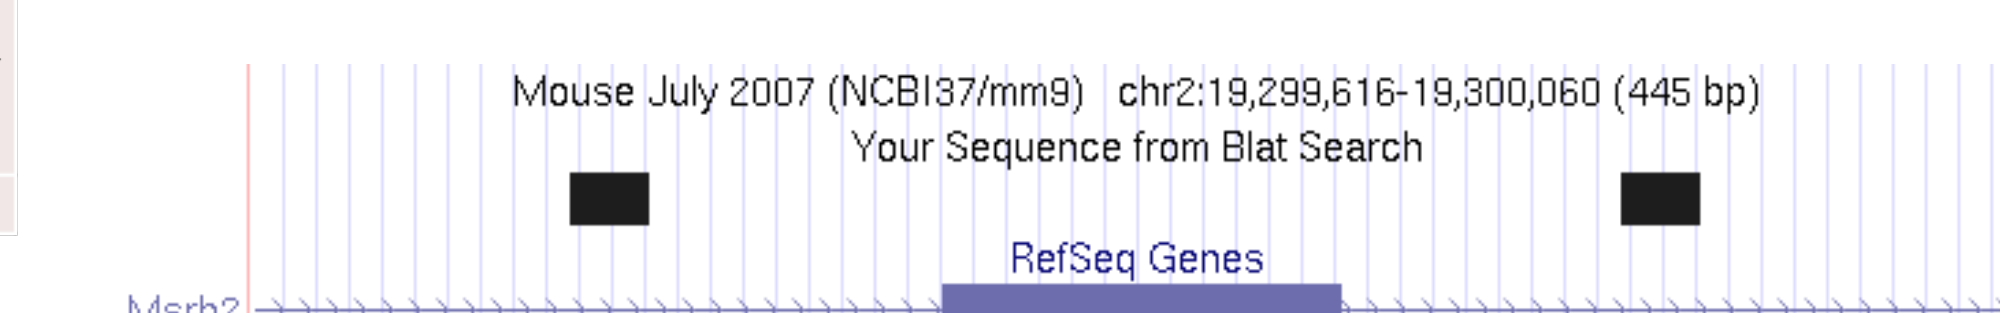 Mouse July 2007 (NCBI37/mm9) chr2:19,299,616-19,300,060 (445 bp)
Your Sequence from Blat Search
RefSeq Genes
Msrb2